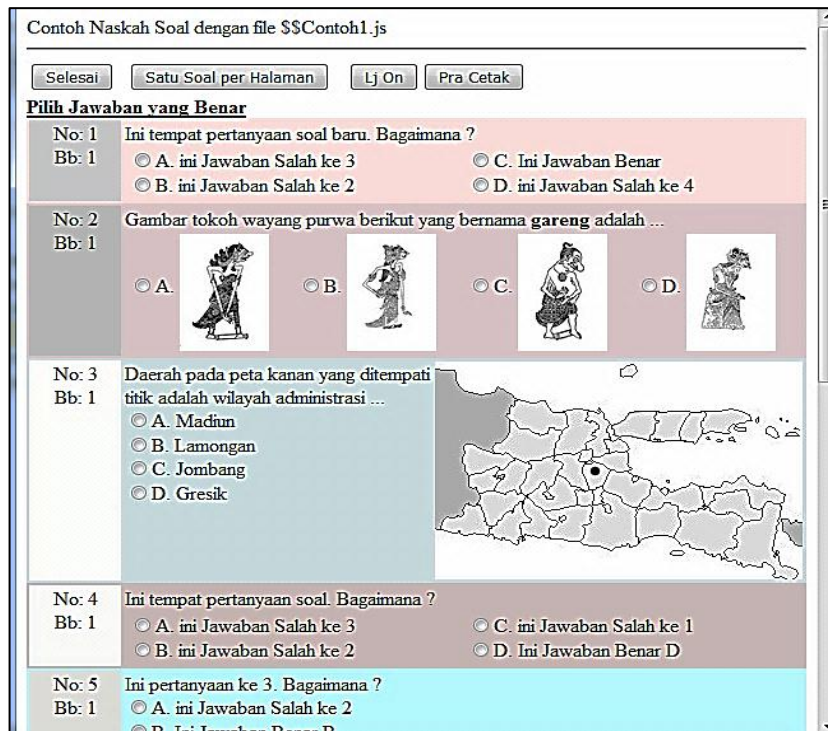 Contoh Naskah Soal dengan file $$Contoh1.js
Selesai Satu Soal per Halaman Lj On Pra Cetak
Pilih Jawaban yang Benar
No: 1 Ini tempat pertanyaan soal baru. Bagaimana ?
Bb: 1 A. ini Jawaban Salah ke 3 C. Ini Jawaban Benar
B. ini Jawaban Salah ke 2 D. ini Jawaban Salah ke 4
No: 2 Gambar tokoh wayang purwa berikut yang bernama gareng adalah ...
Bb: 1
A. B. C. D.
No: 3 Daerah pada peta kanan yang ditempati
Bb: 1 titik adalah wilayah administrasi ...
A. Madiun
B. Lamongan
C. Jombang
D. Gresik
No: 4 Ini tempat pertanyaan soal. Bagaimana ?
Bb: 1 A. ini Jawaban Salah ke 3 C. ini Jawaban Salah ke 1
B. ini Jawaban Salah ke 2 D. Ini Jawaban Benar D
No: 5 Ini pertanyaan ke 3. Bagaimana ?
Bb: 1 A. ini Jawaban Salah ke 2